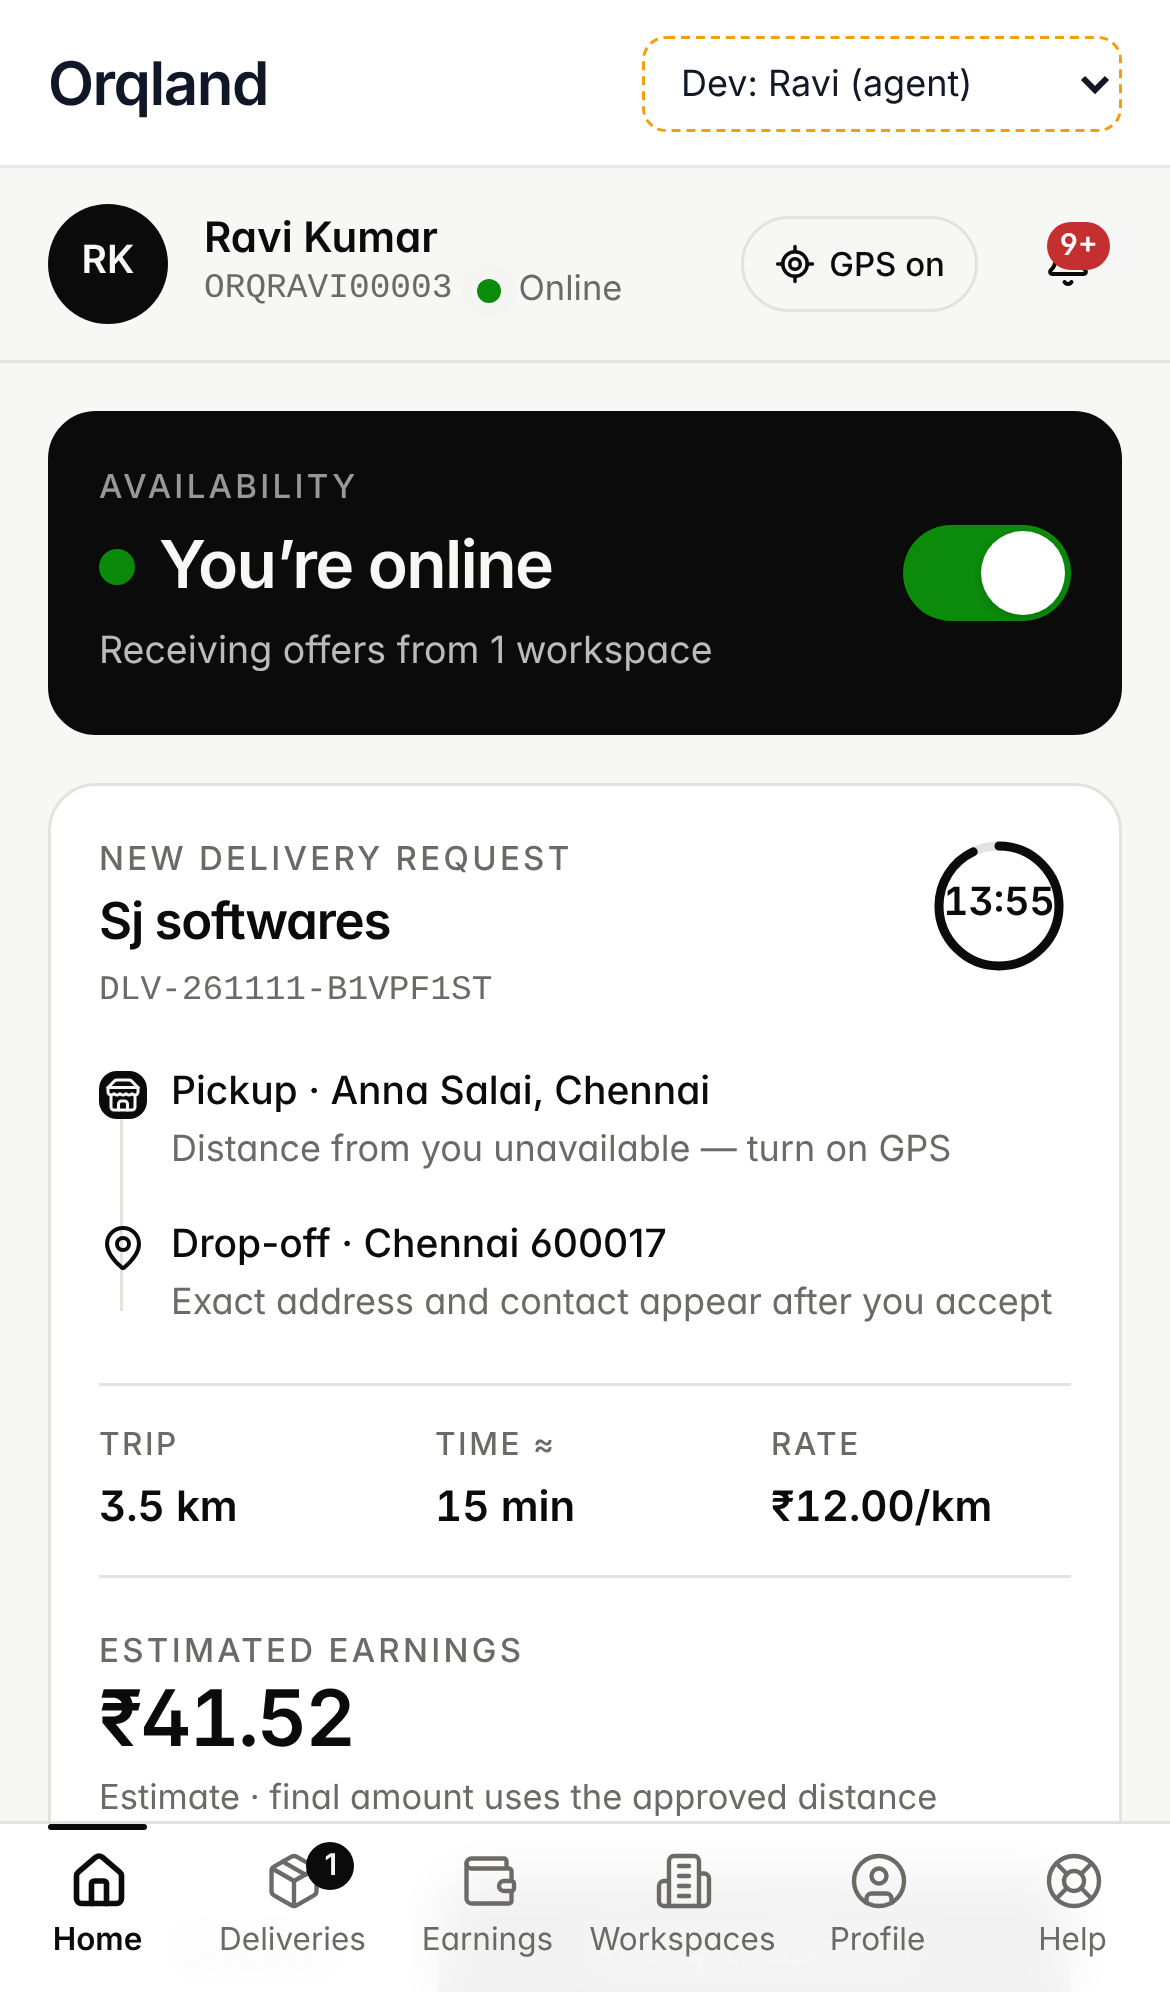 Orqland
Dev: Ravi (agent)
RK
Ravi Kumar
ORQRAVI00003
Online
GPS on
9+
AVAILABILITY
You’re online
Receiving offers from 1 workspace
NEW DELIVERY REQUEST
13:55
Sj softwares
DLV-261111-B1VPF1ST
Pickup · Anna Salai, Chennai
Distance from you unavailable — turn on GPS
Drop-off · Chennai 600017
Exact address and contact appear after you accept
TRIP
TIME ≈
RATE
3.5 km
15 min
₹12.00/km
ESTIMATED EARNINGS
₹41.52
Estimate · final amount uses the approved distance
1
Home
Deliveries
Earnings
Workspaces
Profile
Help